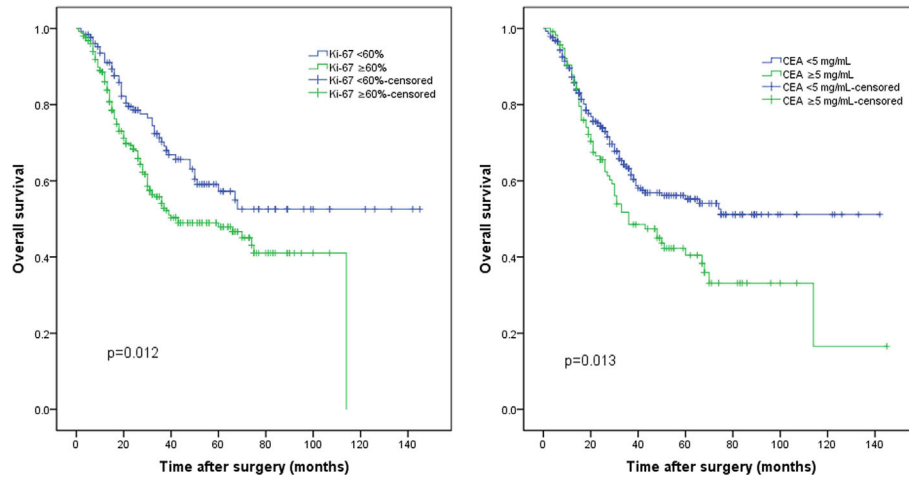 Overall survival
1.0
0.8
0.6
0.4
0.2
0.0
Ki-67 <60%
Ki-67 ≥60%
Ki-67 <60%-censored
Ki-67 ≥60%-censored
p=0.012
0 20 40 60 80 100 120 140
Time after surgery (months)
Overall survival
1.0
0.8
0.6
0.4
0.2
0.0
CEA <5 mg/mL
CEA ≥5 mg/mL
CEA <5 mg/mL-censored
CEA ≥5 mg/mL-censored
p=0.013
0 20 40 60 80 100 120 140
Time after surgery (months)